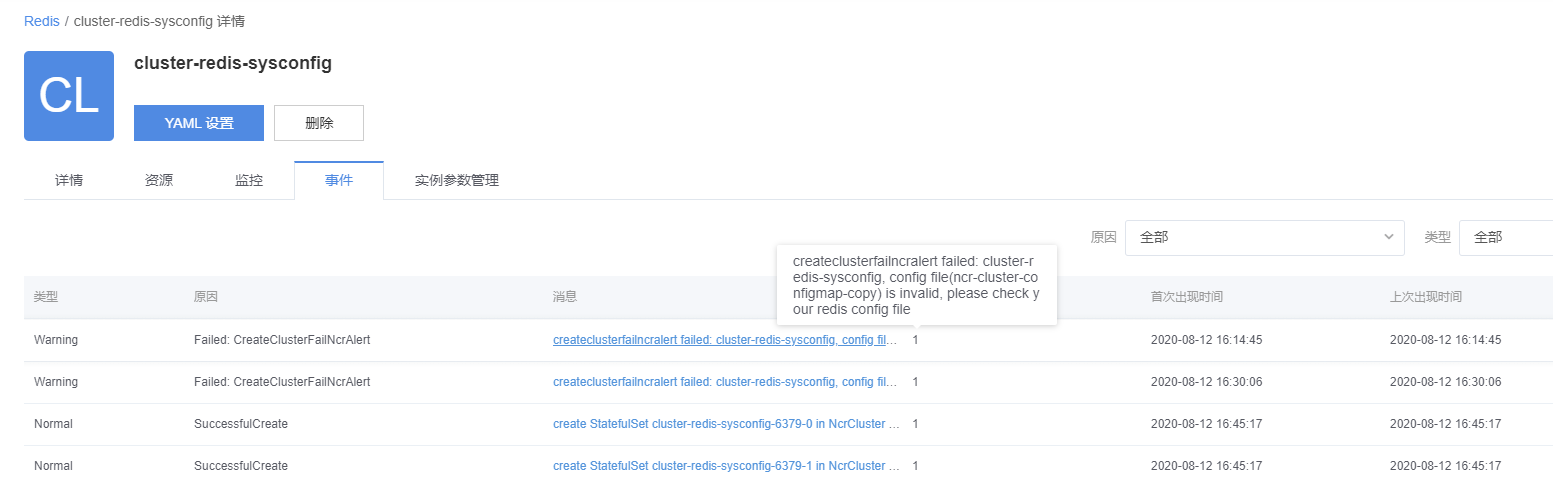 Redis / cluster-redis-sysconfig 详情
CL
cluster-redis-sysconfig
YAML 设置
删除
详情
资源
监控
事件
实例参数管理
原因
全部
类型
全部
createclusterfailncralert failed: cluster-r
edis-sysconfig, config file(ncr-cluster-co
nfigmap-copy) is invalid, please check y
our redis config file
类型 原因 消息 首次出现时间 上次出现时间
Warning Failed: CreateClusterFailNcrAlert createclusterfailncralert failed: cluster-redis-sysconfig, config fil... 1 2020-08-12 16:14:45 2020-08-12 16:14:45
Warning Failed: CreateClusterFailNcrAlert createclusterfailncralert failed: cluster-redis-sysconfig, config fil... 1 2020-08-12 16:30:06 2020-08-12 16:30:06
Normal SuccessfulCreate create StatefulSet cluster-redis-sysconfig-6379-0 in NcrCluster ... 1 2020-08-12 16:45:17 2020-08-12 16:45:17
Normal SuccessfulCreate create StatefulSet cluster-redis-sysconfig-6379-1 in NcrCluster ... 1 2020-08-12 16:45:17 2020-08-12 16:45:17